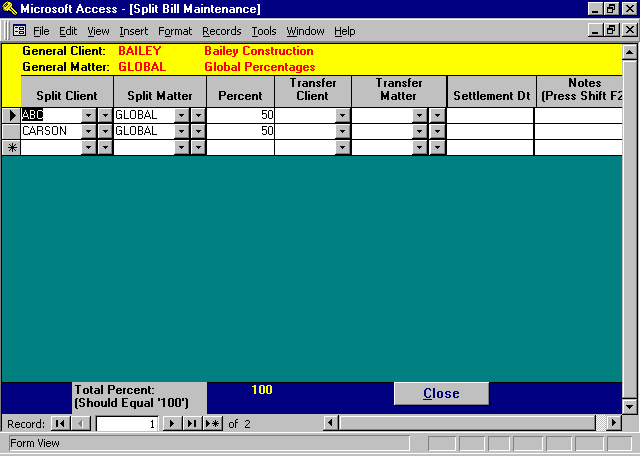 Microsoft Access - [Split Bill Maintenance]
File Edit View Insert Format Records Tools Window Help
General Client: BAILEY Bailey Construction
General Matter: GLOBAL Global Percentages
Split Client Split Matter Percent Transfer Client Transfer Matter Settlement Dt Notes (Press Shift F2
ABC GLOBAL 50
CARSON GLOBAL 50
Total Percent: 100 Close
(Should Equal '100')
Record: 1 of 2
Form View